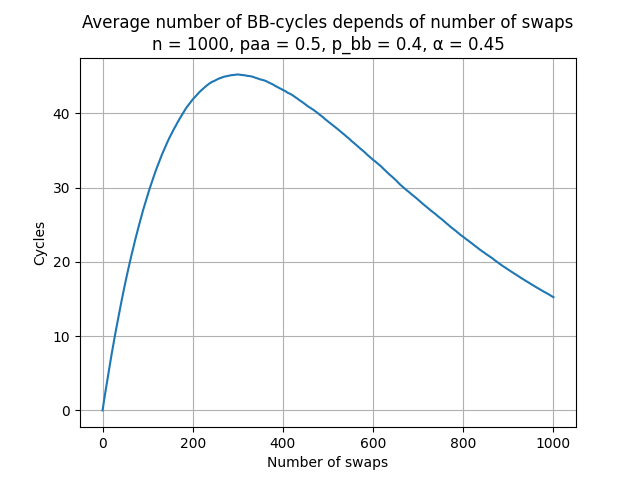 Average number of BB-cycles depends of number of swaps
n = 1000, paa = 0.5, p_bb = 0.4, α = 0.45
Cycles
40
30
20
10
0
0 200 400 600 800 1000
Number of swaps